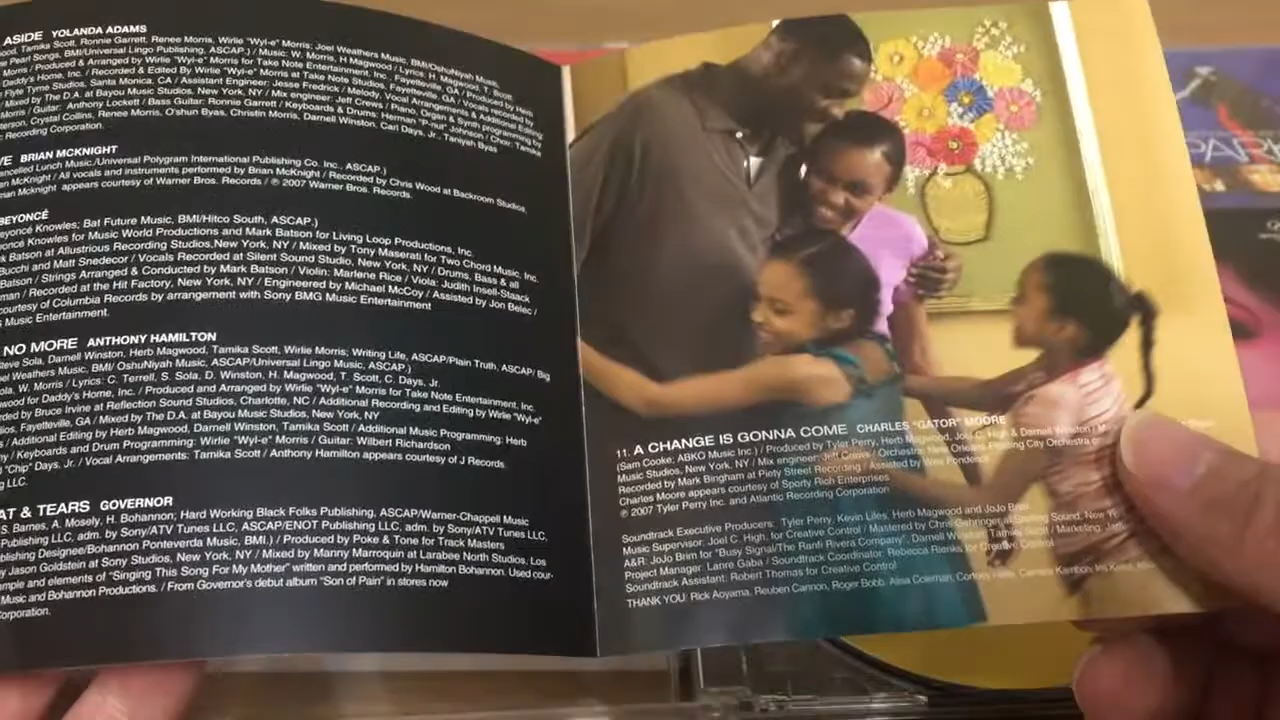 ASIDE YOLANDA ADAMS
Tamika Scott, Ronnie Garrett, Renee Morris, Wirlie "Wyl-e" Morris; Joel Weathers Music, BMI/OshuNiyah Music,
Pearl Songs, BMI/Universal Lingo Publishing, ASCAP.) / Music: W. Morris, H Magwood / Lyrics: H. Magwood, T. Scott
Morris / Produced & Arranged by Wirlie "Wyl-e" Morris for Take Note Entertainment, Inc., Fayetteville, GA / Produced by Herb
Daddy's Home, Inc. / Recorded & Edited By Wirlie "Wyl-e" Morris at Take Note Studios, Fayetteville, GA / Vocals recorded by
Flyte Tyme Studios, Santa Monica, CA / Assistant Engineer: Jesse Fredrick / Melody, Vocal Arrangements & Additional Editing:
Mixed by The D.A. at Bayou Music Studios, New York, NY / Mix engineer: Jeff Crews / Piano, Organ & Synth programming by
Morris / Guitar: Anthony Lockett / Bass Guitar: Ronnie Garrett / Keyboards & Drums: Herman "P-nut" Johnson / Choir: Tamika
Crystal Collins, Renee Morris, O'shun Byas, Christin Morris, Darnell Winston, Carl Days, Jr., Taniyah Byas
Recording Corporation.
BRIAN MCKNIGHT
Lunch Music/Universal Polygram International Publishing Co. Inc., ASCAP.)
McKnight / All vocals and instruments performed by Brian McKnight / Recorded by Chris Wood at Backroom Studios,
Mcknight appears courtesy of Warner Bros. Records / ℗ 2007 Warner Bros. Records.
BEYONCÉ
Knowles; Bat Future Music, BMI/Hitco South, ASCAP.)
Knowles for Music World Productions and Mark Batson for Living Loop Productions, Inc.
Batson at Allustrious Recording Studios,New York, NY / Mixed by Tony Maserati for Two Chord Music, Inc.
Bucchi and Matt Snedecor / Vocals Recorded at Silent Sound Studio, New York, NY / Drums, Bass & all
Batson / Strings Arranged & Conducted by Mark Batson / Violin: Marlene Rice / Viola: Judith Insell-Staack
/ Recorded at the Hit Factory, New York, NY / Engineered by Michael McCoy / Assisted by Jon Belec /
courtesy of Columbia Records by arrangement with Sony BMG Music Entertainment
Music Entertainment.
NO MORE ANTHONY HAMILTON
Steve Sola, Darnell Winston, Herb Magwood, Tamika Scott, Wirlie Morris; Writing Life, ASCAP/Plain Truth, ASCAP/ Big
Weathers Music, BMI/ OshuNiyah Music, ASCAP/Universal Lingo Music, ASCAP.)
W. Morris / Lyrics: C. Terrell, S. Sola, D. Winston, H. Magwood, T. Scott, C. Days, Jr.
for Daddy's Home, Inc. / Produced and Arranged by Wirlie "Wyl-e" Morris for Take Note Entertainment, Inc.
by Bruce Irvine at Reflection Sound Studios, Charlotte, NC / Additional Recording and Editing by Wirlie "Wyl-e"
Fayetteville, GA / Mixed by The D.A. at Bayou Music Studios, New York, NY
/ Additional Editing by Herb Magwood, Darnell Winston, Tamika Scott / Additional Music Programming: Herb
/ Keyboards and Drum Programming: Wirlie "Wyl-e" Morris / Guitar: Wilbert Richardson
"Chip" Days, Jr. / Vocal Arrangements: Tamika Scott / Anthony Hamilton appears courtesy of J Records.
LLC.
& TEARS GOVERNOR
S. Barnes, A. Mosely, H. Bohannon; Hard Working Black Folks Publishing, ASCAP/Warner-Chappell Music
Publishing LLC, adm. by Sony/ATV Tunes LLC, ASCAP/ENOT Publishing LLC, adm. by Sony/ATV Tunes LLC,
Designee/Bohannon Ponteverda Music, BMI.) / Produced by Poke & Tone for Track Masters
Jason Goldstein at Sony Studios, New York, NY / Mixed by Manny Marroquin at Larabee North Studios, Los
and elements of "Singing This Song For My Mother" written and performed by Hamilton Bohannon. Used cour-
Music and Bohannon Productions. / From Governor's debut album "Son of Pain" in stores now
Corporation.
11. A CHANGE IS GONNA COME CHARLES "GATOR" MOORE
(Sam Cooke; ABKO Music Inc.) / Produced by Tyler Perry, Herb Magwood, Joel C. High & Darnell Winston /
Music Studios, New York, NY / Mix engineer: Jeff Crews / Orchestra: New Orleans Floating City Orchestra
Recorded by Mark Bingham at Piety Street Recording / Assisted by Wes
Charles Moore appears courtesy of Sporty Rich Enterprises
℗ 2007 Tyler Perry Inc. and Atlantic Recording Corporation
Soundtrack Executive Producers: Tyler Perry, Kevin Liles, Herb Magwood and JoJo Brim
Music Supervisor: Joel C. High, for Creative Control / Mastered by Chris Gehringer at Sterling Sound, New
A&R: JoJo Brim for "Busy Signal/The Ranfi Rivera Company", Darnell Winston, Tamika Scott / Marketing:
Project Manager: Lanre Gaba / Soundtrack Coordinator: Rebecca Rienks for Creative Control
Soundtrack Assistant: Robert Thomas for Creative Control
THANK YOU: Rick Aoyama, Reuben Cannon, Roger Bobb, Alisa Coleman,
PAR